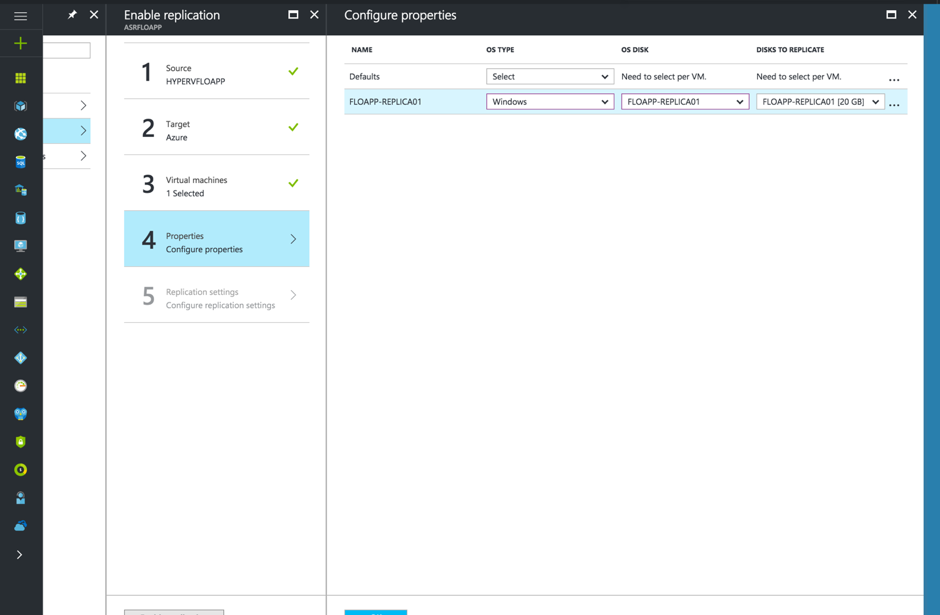 Enable replication
ASRFLOAPP
1 Source
HYPERVFLOAPP
2 Target
Azure
3 Virtual machines
1 Selected
4 Properties
Configure properties
5 Replication settings
Configure replication settings
Configure properties
NAME OS TYPE OS DISK DISKS TO REPLICATE
Defaults Select Need to select per VM. Need to select per VM. ...
FLOAPP-REPLICA01 Windows FLOAPP-REPLICA01 FLOAPP-REPLICA01 [20 GB] ...